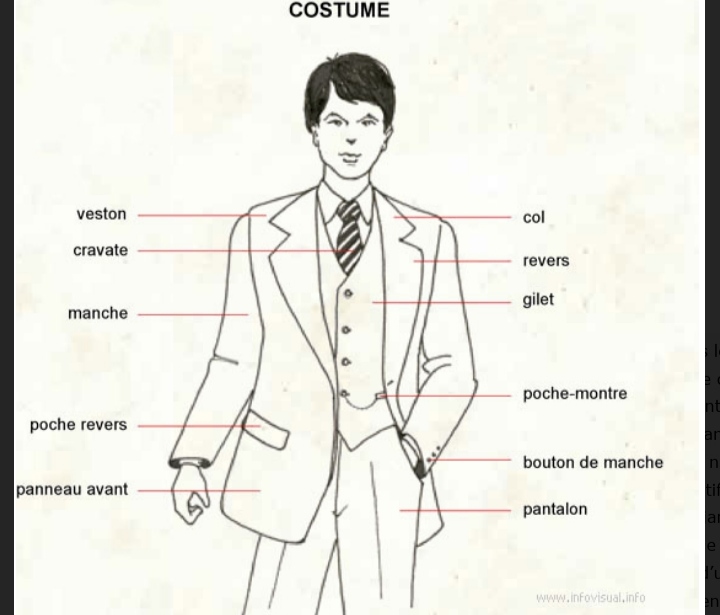 COSTUME
veston
cravate
manche
poche revers
panneau avant
col
revers
gilet
poche-montre
bouton de manche
pantalon
www.infovisual.info